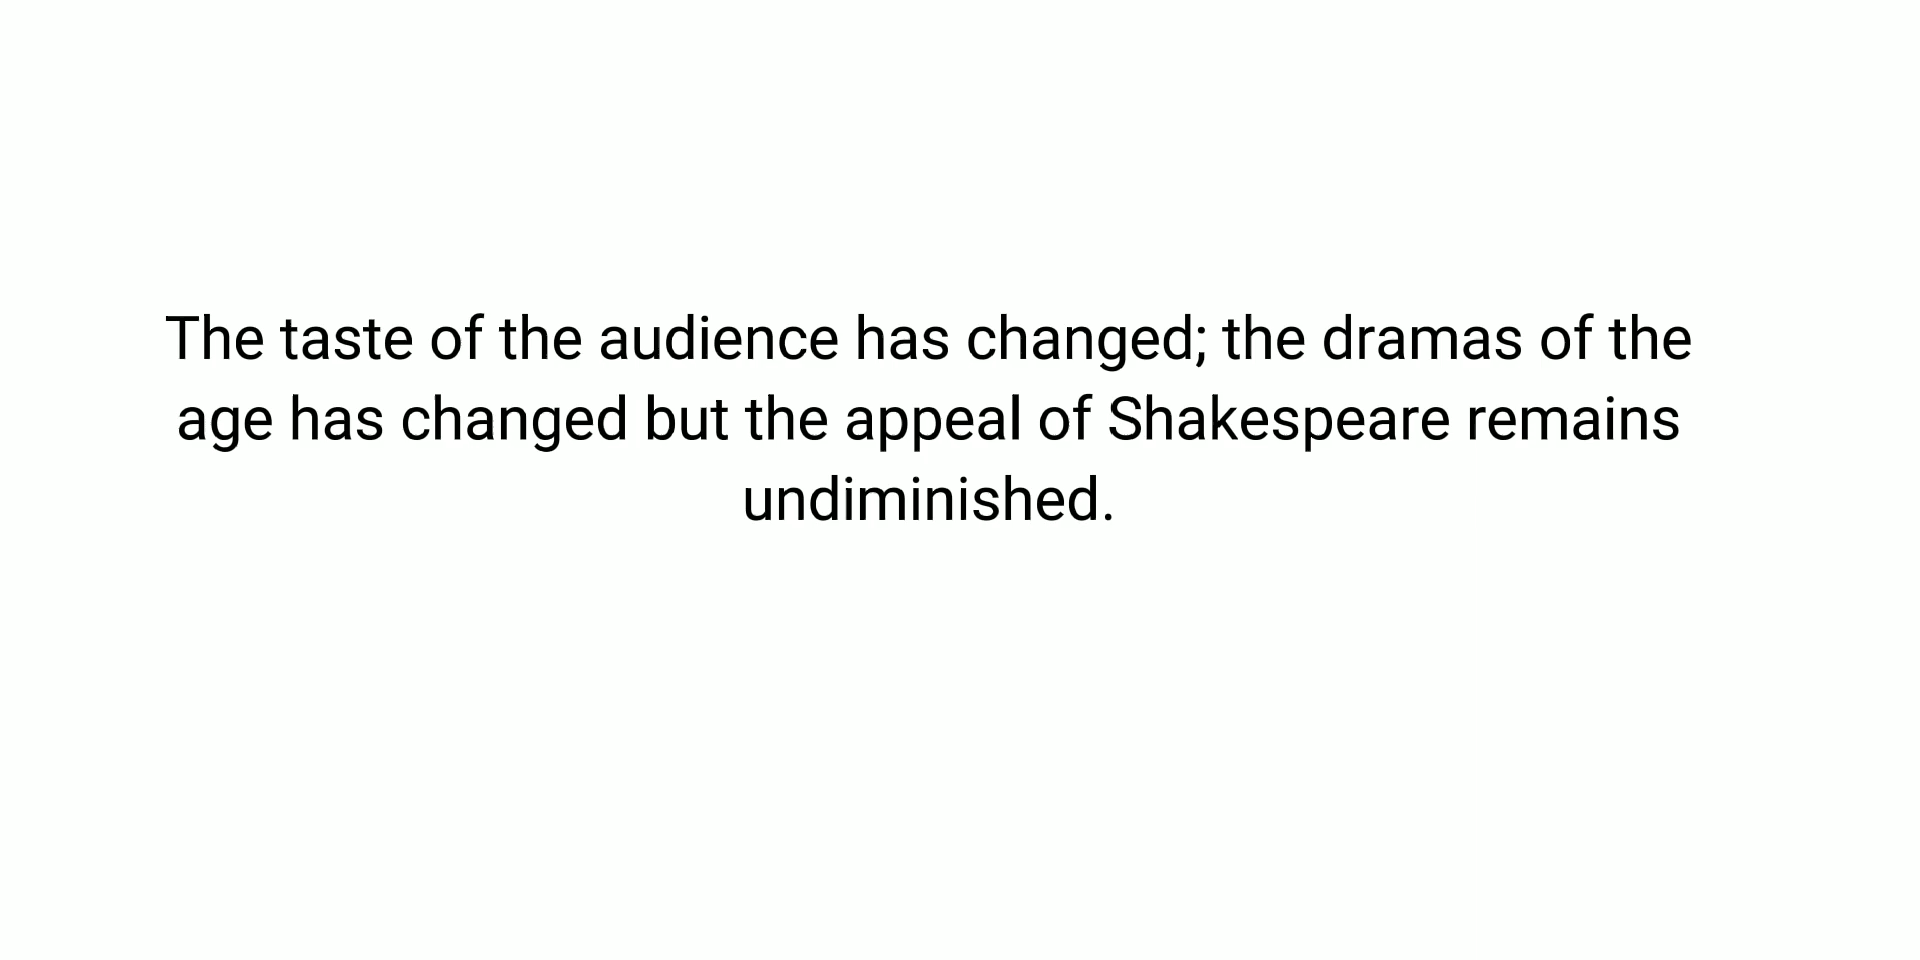 The taste of the audience has changed; the dramas of the
age has changed but the appeal of Shakespeare remains
undiminished.